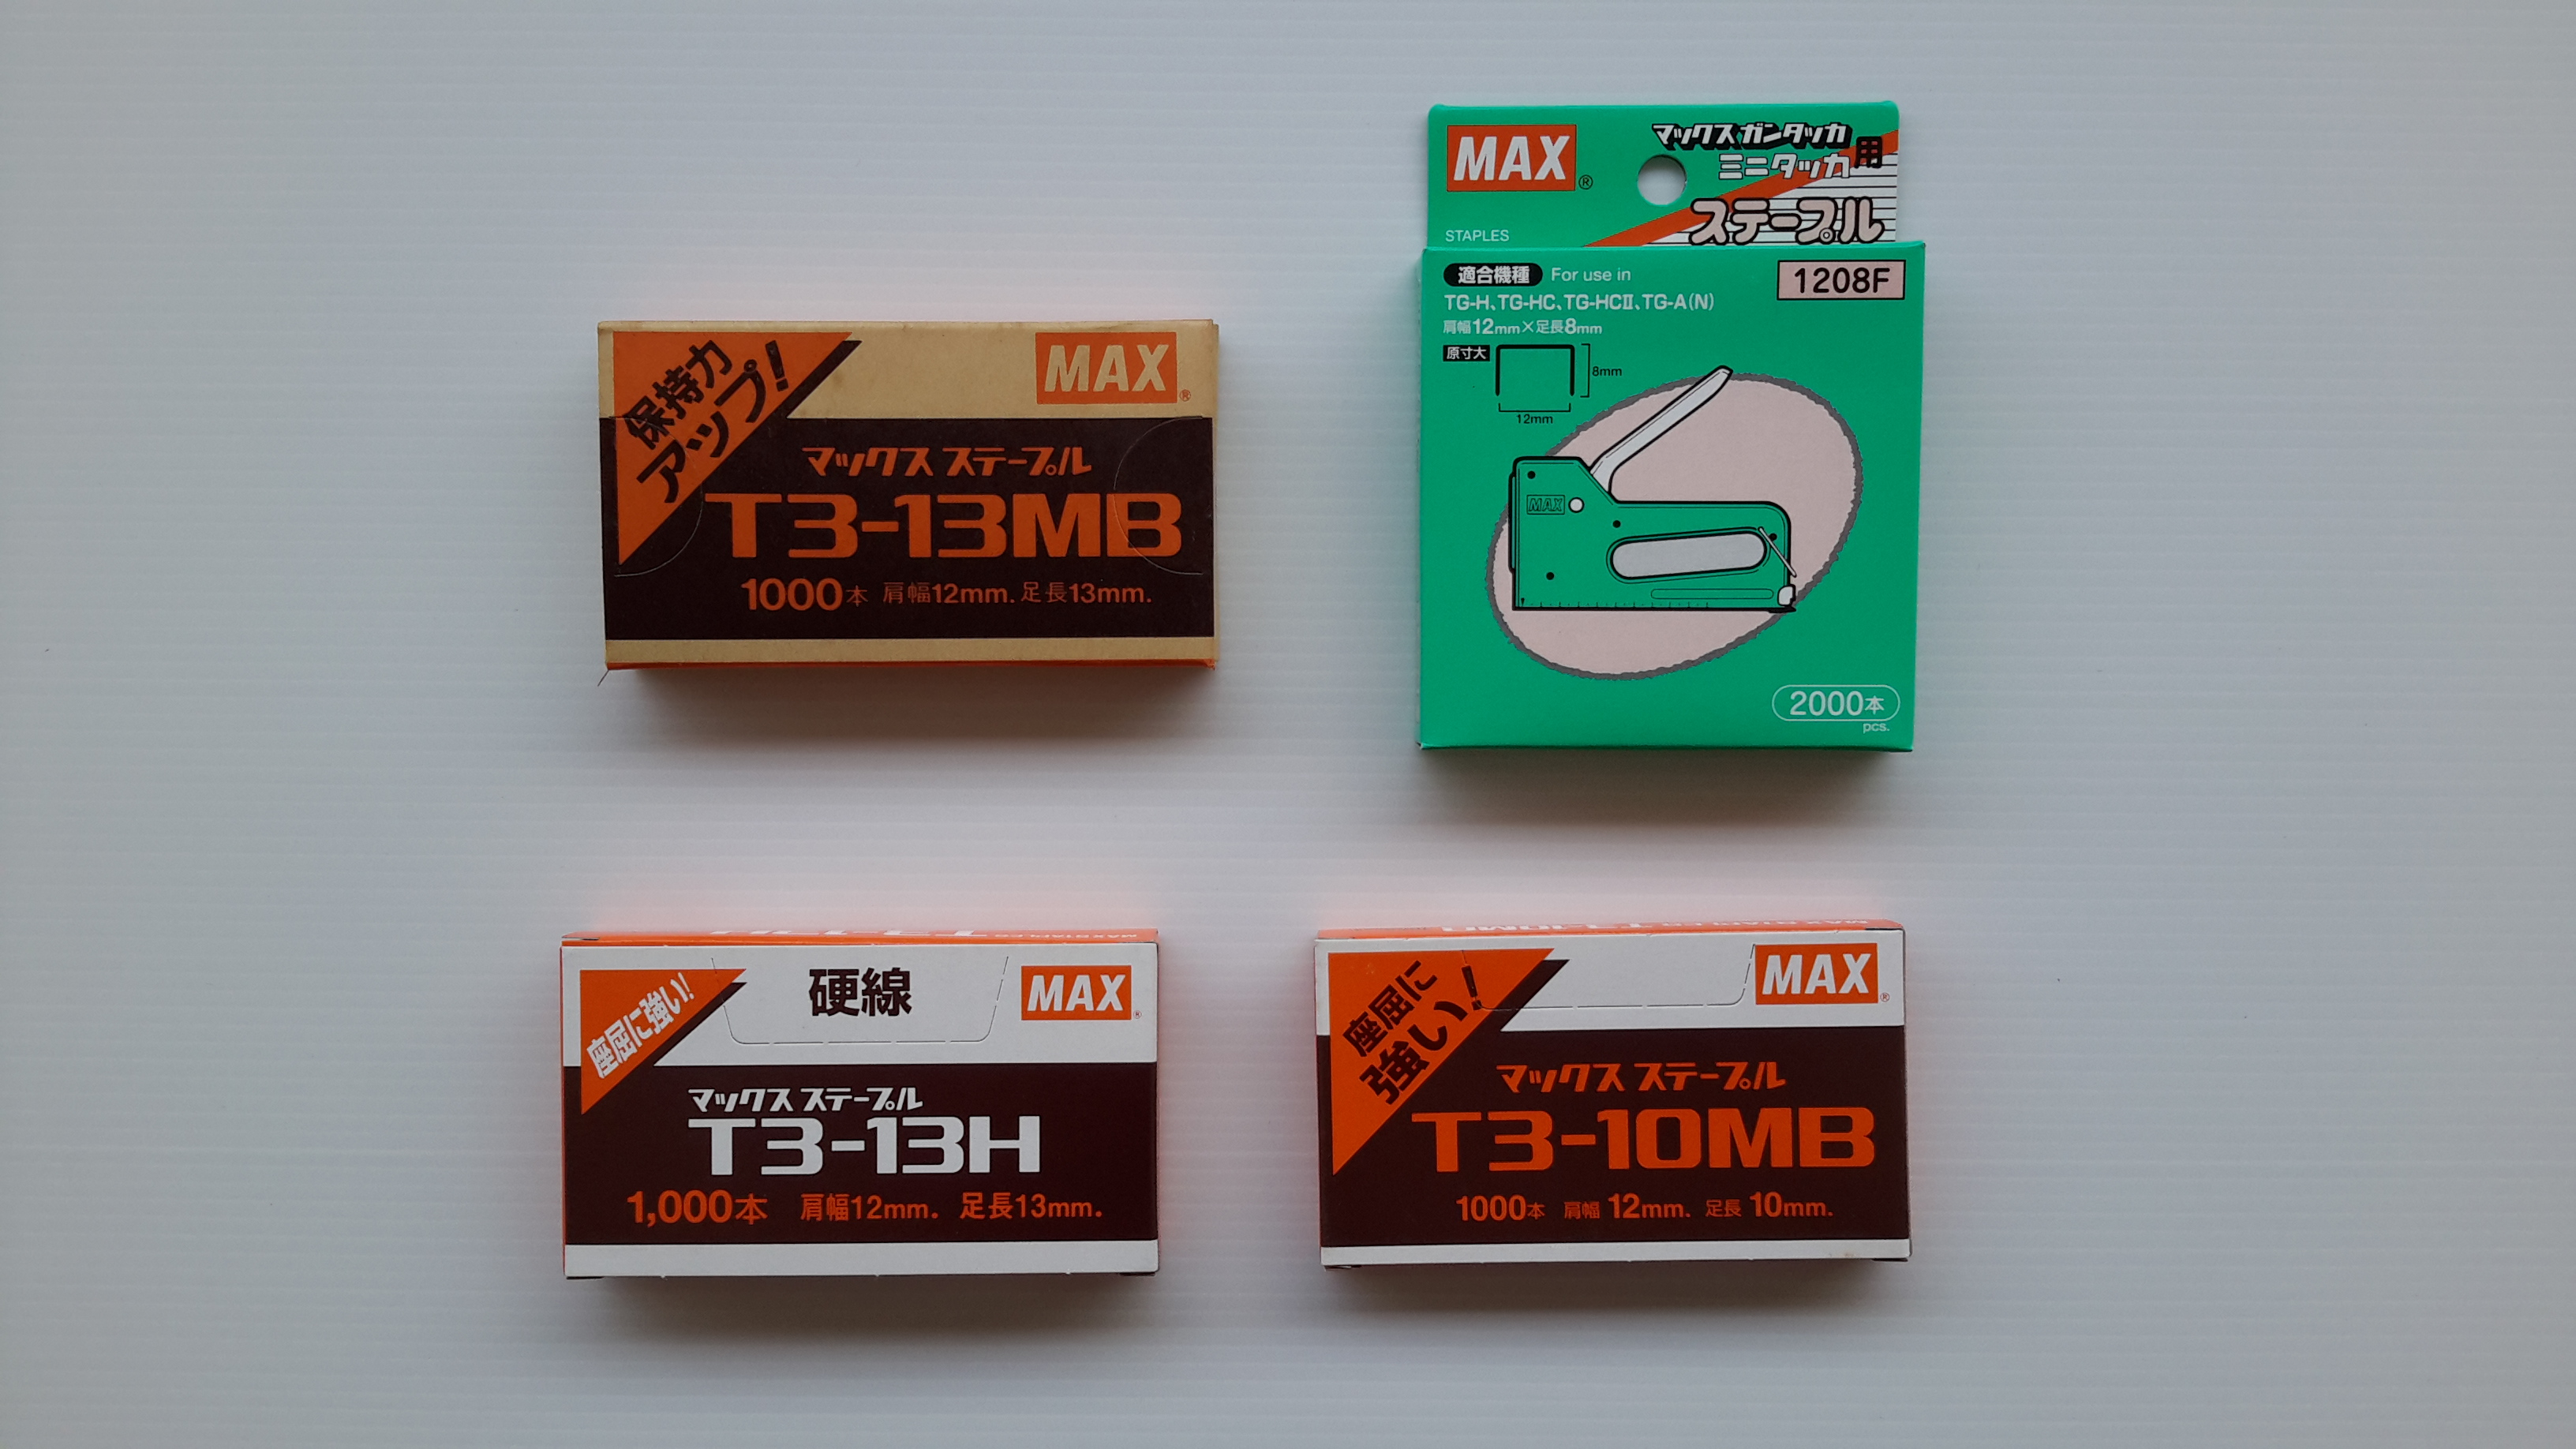 保持力
アップ!
MAX®
マックス ステープル
T3-13MB
1000本 肩幅12mm. 足長13mm.
MAX®
マックス ガンタッカ
ミニタッカ用
ステープル
STAPLES
適合機種 For use in
1208F
TG-H、TG-HC、TG-HCⅡ、TG-A(N)
肩幅12mm×足長8mm
原寸大
8mm
12mm
MAX
2000本
pcs.
座屈に強い!
硬線
MAX®
マックス ステープル
T3-13H
1,000本 肩幅12mm. 足長13mm.
座屈に
強い!
MAX®
マックス ステープル
T3-10MB
1000本 肩幅 12mm. 足長 10mm.